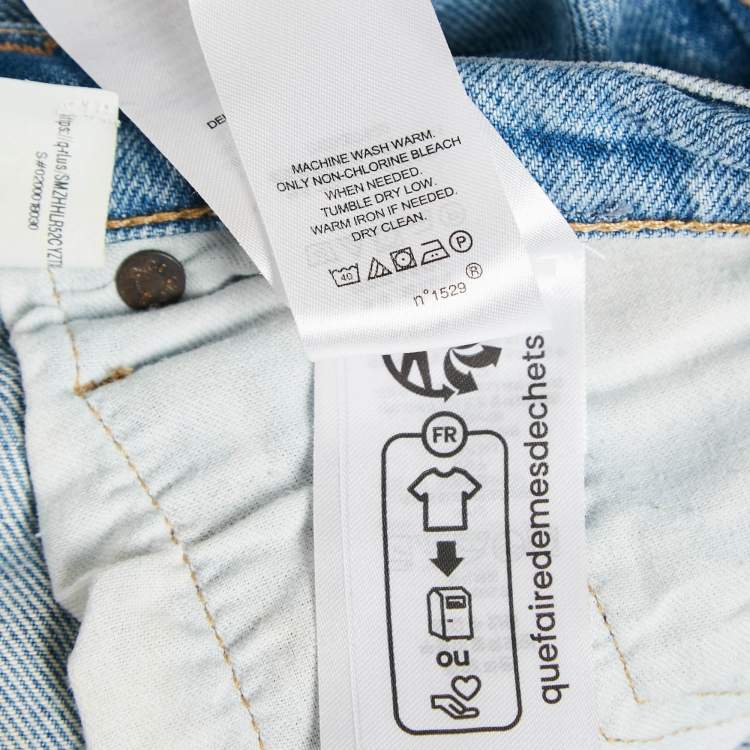 MACHINE WASH WARM.
ONLY NON-CHLORINE BLEACH
WHEN NEEDED.
TUMBLE DRY LOW.
WARM IRON IF NEEDED.
DRY CLEAN.
40 P
n°1529 ®
FR
OU
quefairedemesdechets